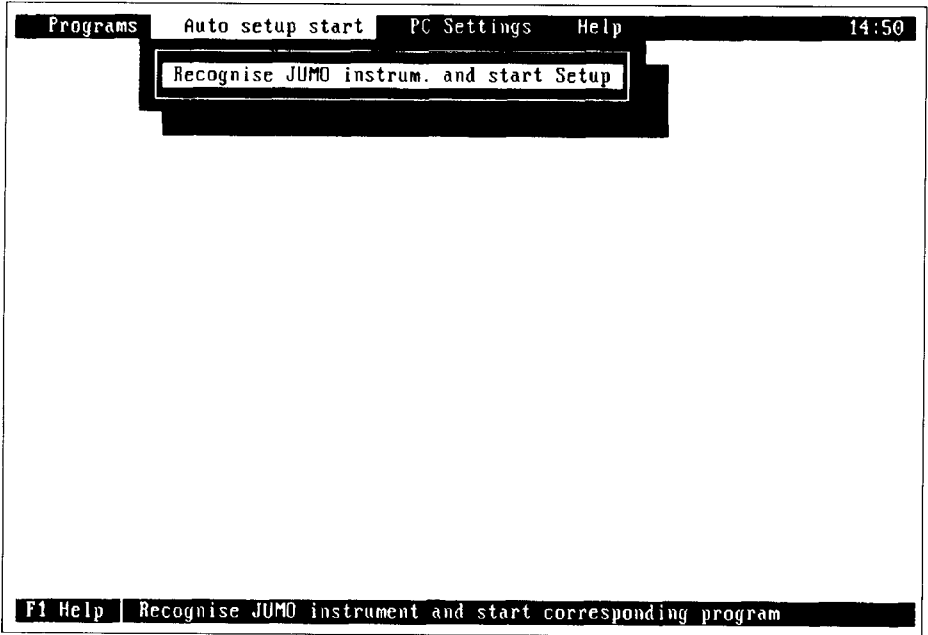 Programs Auto setup start PC Settings Help 14:50
Recognise JUMO instrum. and start Setup
F1 Help | Recognise JUMO instrument and start corresponding program